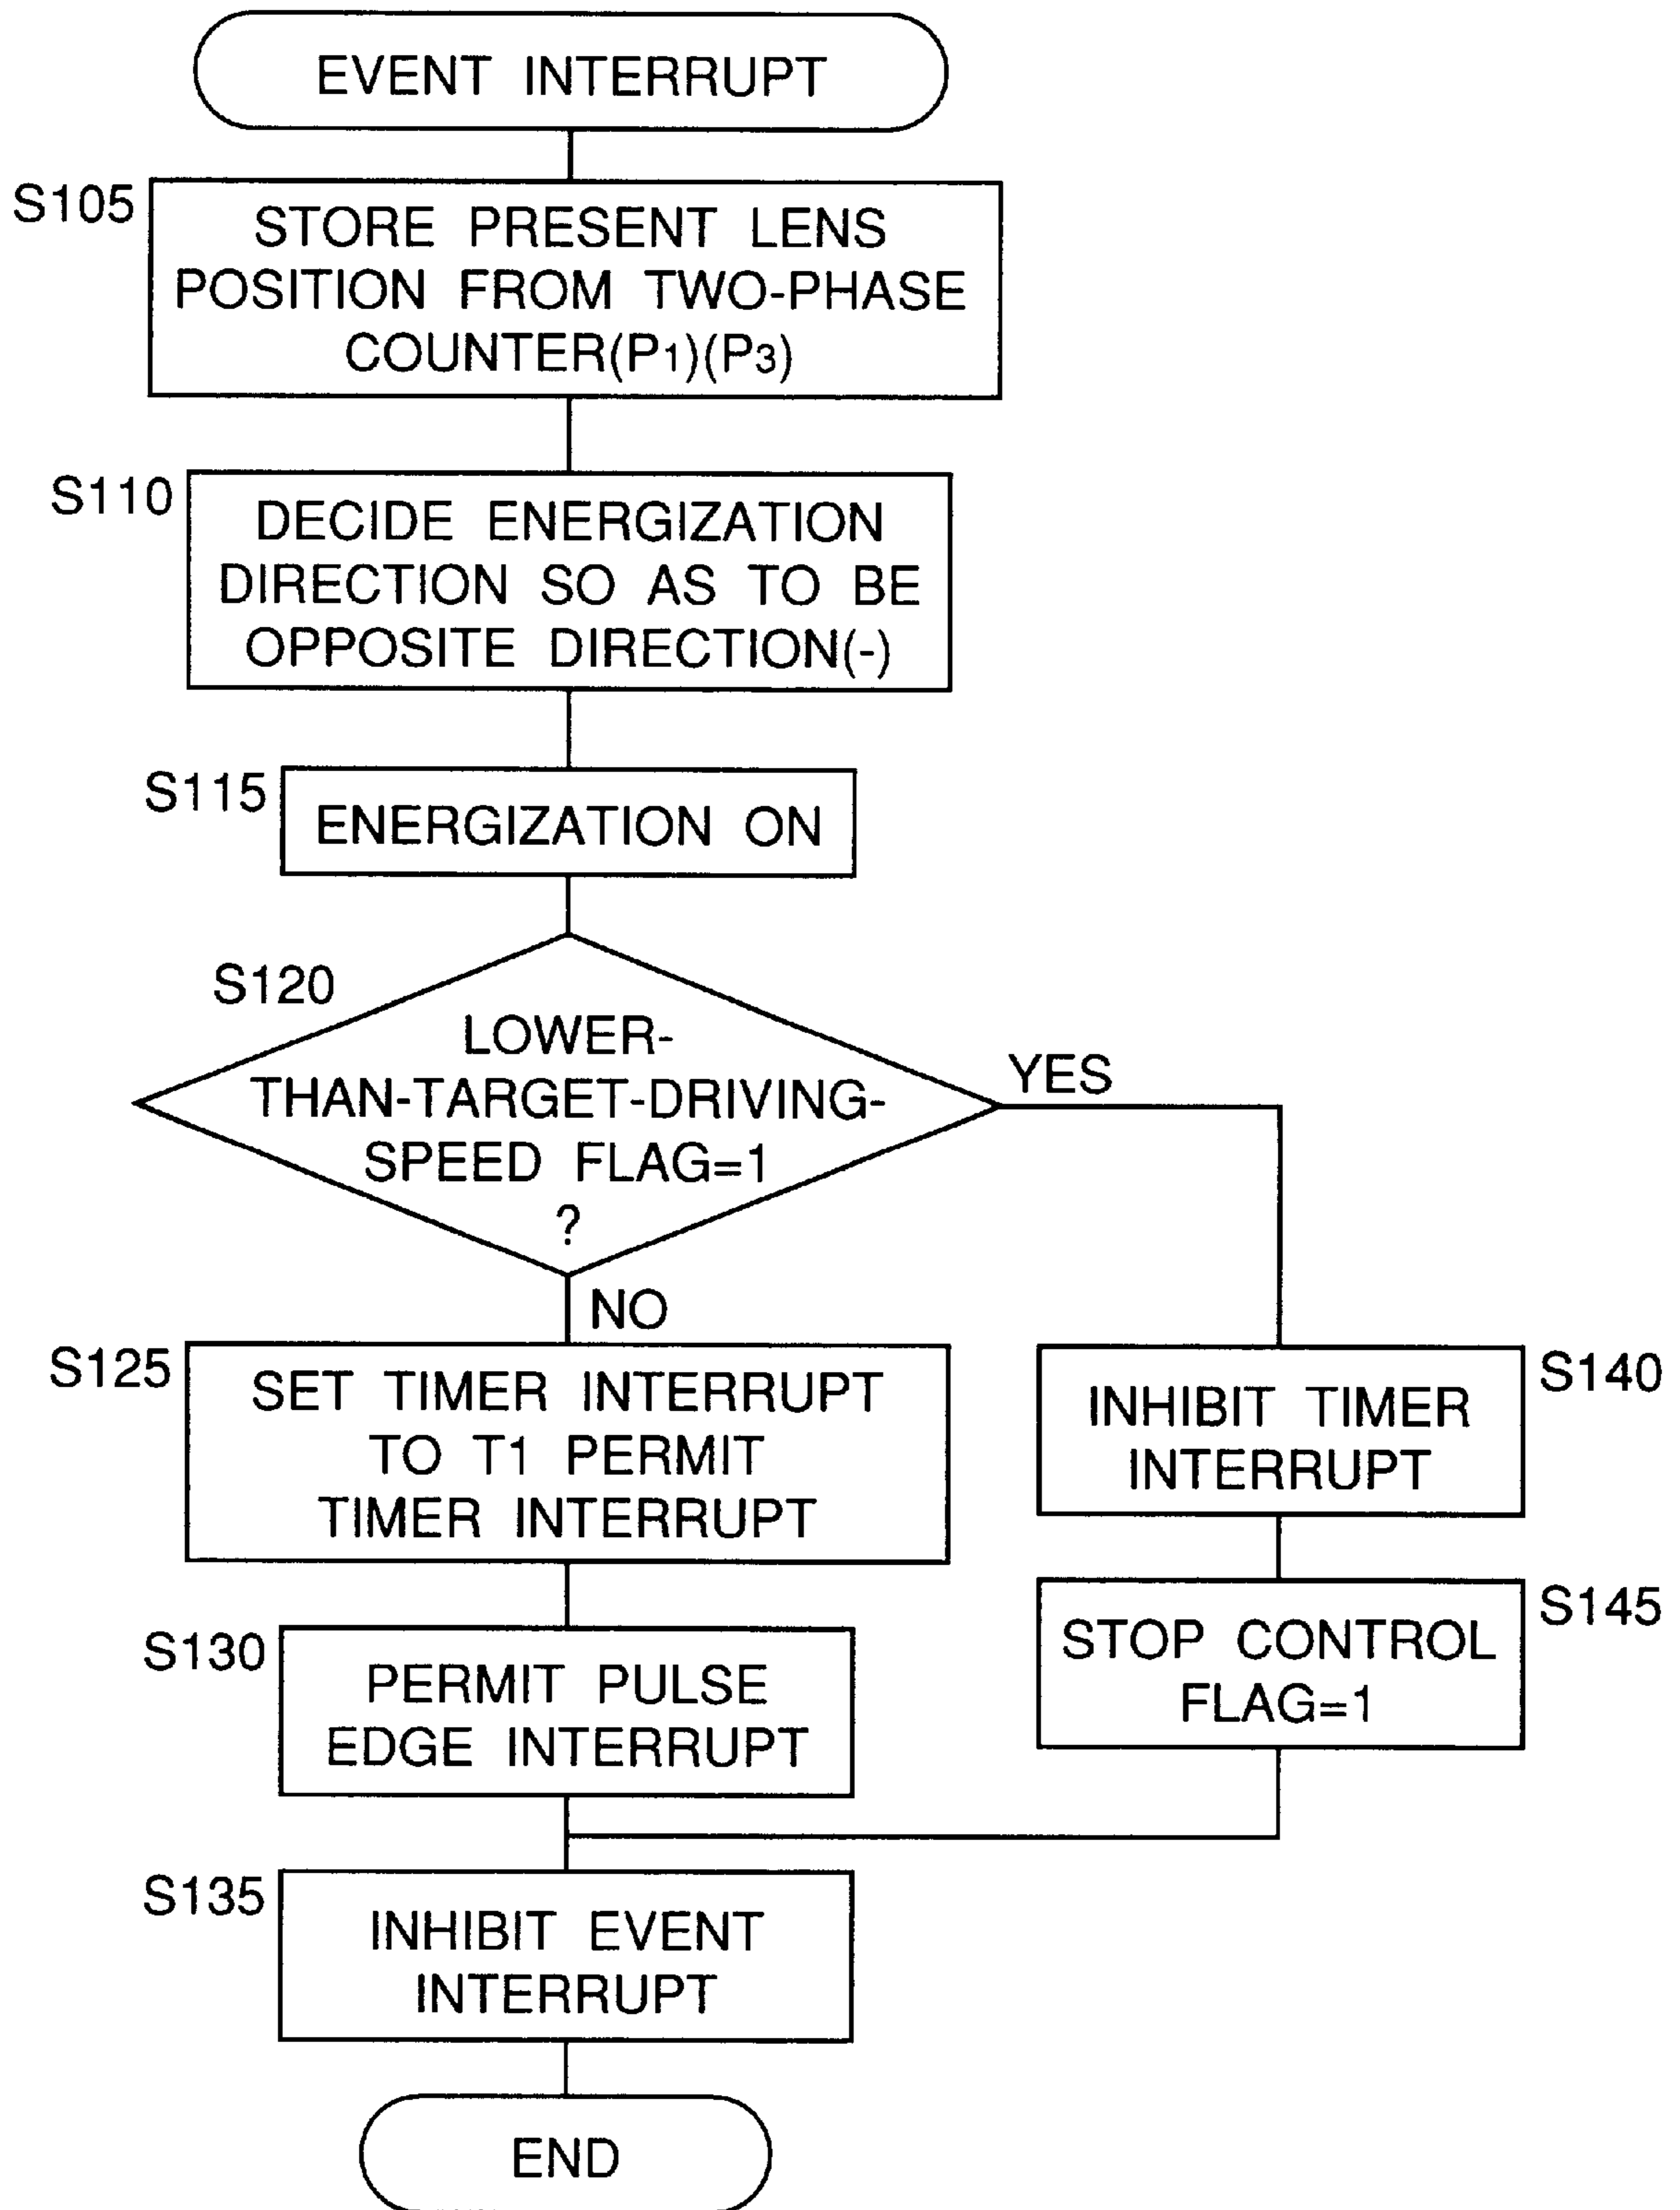 EVENT INTERRUPT
S105
STORE PRESENT LENS
POSITION FROM TWO-PHASE
COUNTER(P1)(P3)
S110
DECIDE ENERGIZATION
DIRECTION SO AS TO BE
OPPOSITE DIRECTION(-)
S115
ENERGIZATION ON
S120
LOWER-
THAN-TARGET-DRIVING-
SPEED FLAG=1
?
YES
NO
S125
SET TIMER INTERRUPT
TO T1 PERMIT
TIMER INTERRUPT
S140
INHIBIT TIMER
INTERRUPT
S130
PERMIT PULSE
EDGE INTERRUPT
S145
STOP CONTROL
FLAG=1
S135
INHIBIT EVENT
INTERRUPT
END